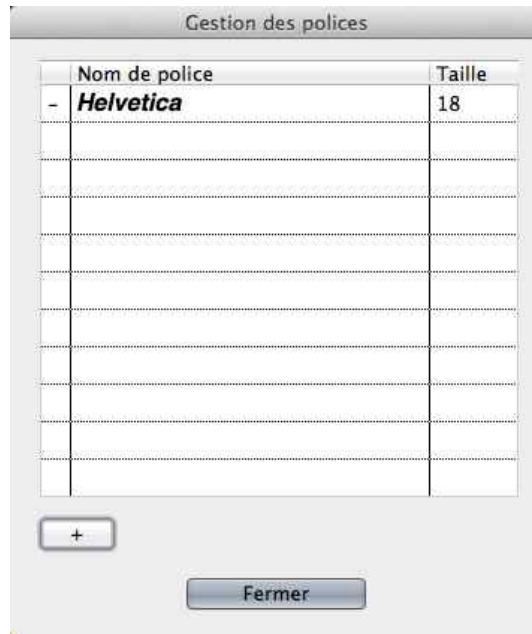 Gestion des polices
Nom de police Taille
- Helvetica 18
+
Fermer